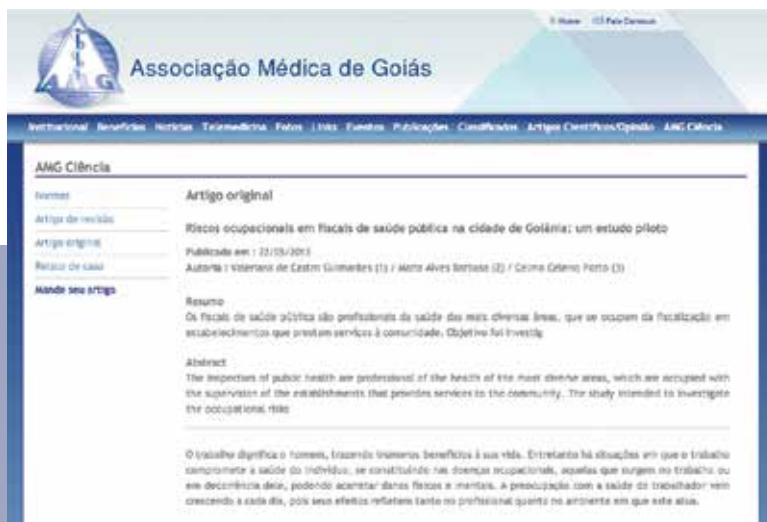 Home Fale Conosco
AMG
Associação Médica de Goiás
Institucional Benefícios Notícias Telemedicina Fotos Links Eventos Publicações Classificados Artigos Científicos/Opinião AMG Ciência
AMG Ciência
Normas
Artigo de revisão
Artigo original
Relato de caso
Mande seu artigo
Artigo original
Riscos ocupacionais em fiscais de saúde pública na cidade de Goiânia: um estudo piloto
Publicado em : 22/05/2013
Autoria : de Castro Guimarães (1) / Alves Barbosa (2) / Celmo Celeno Porto (3)
Resumo
Os fiscais de saúde pública são profissionais da saúde das mais diversas áreas, que se ocupam da fiscalização em
estabelecimentos que prestam serviços à comunidade. Objetivo foi investig
Abstract
The inspectors of public health are professional of the health of the most diverse areas, which are occupied with
the supervision of the establishments that provides services to the community. The study intended to investigate
the occupational risks
O trabalho dignifica o homem, trazendo inúmeros benefícios à sua vida. Entretanto há situações em que o trabalho
compromete a saúde do indivíduo, se constituindo nas doenças ocupacionais, aquelas que surgem no trabalho ou
em decorrência dele, podendo acarretar danos físicos e mentais. A preocupação com a saúde do trabalhador vem
crescendo a cada dia, pois seus efeitos refletem tanto no profissional quanto no ambiente em que este atua.